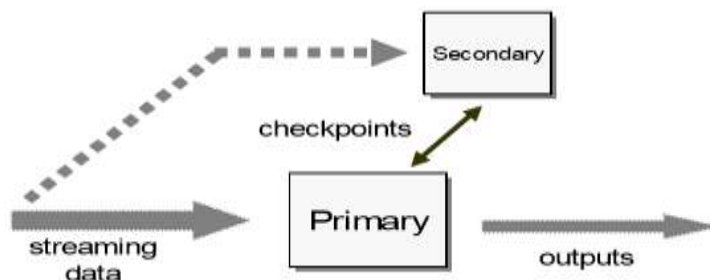 Secondary
checkpoints
Primary
streaming
data
outputs